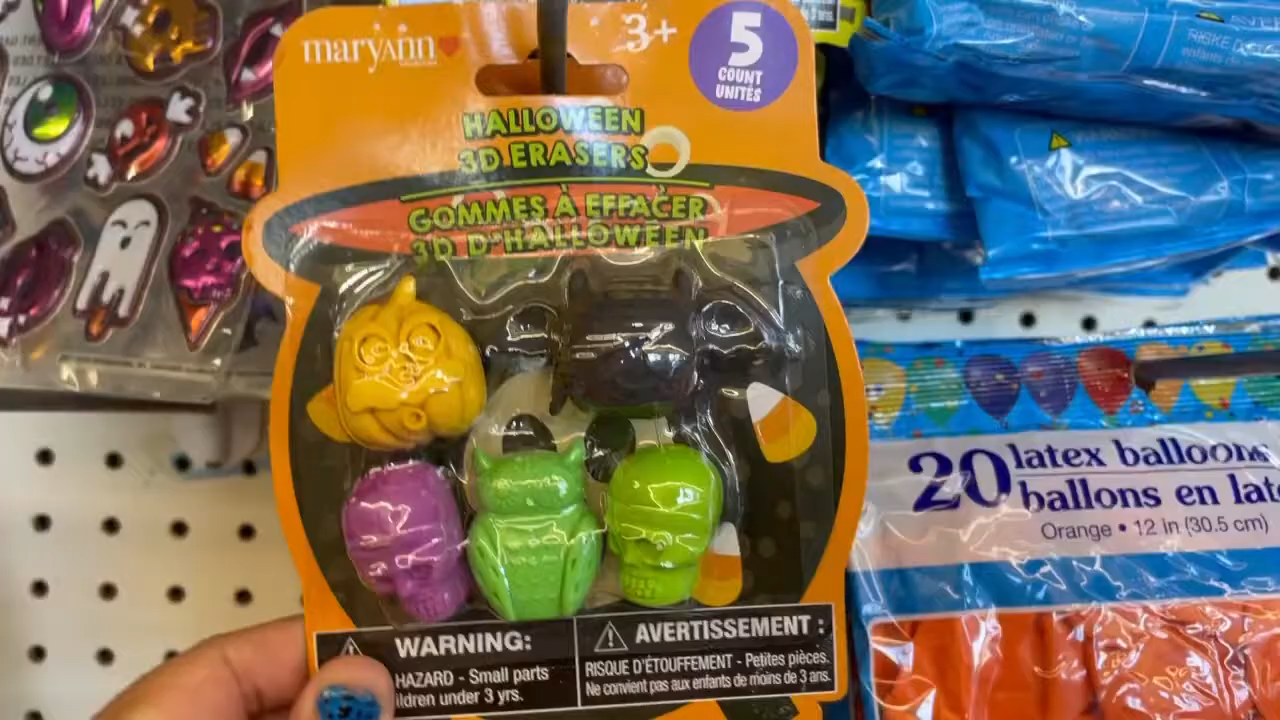 maryAnn
3+
5
COUNT
UNITÉS
HALLOWEEN
3D ERASERS
GOMMES À EFFACER
3D D'HALLOWEEN
WARNING:
HAZARD - Small parts
ildren under 3 yrs.
AVERTISSEMENT :
RISQUE D'ÉTOUFFEMENT - Petites pièces.
Ne convient pas aux enfants de moins de 3 ans.
20 latex balloons
ballons en late
Orange • 12 in (30.5 cm)